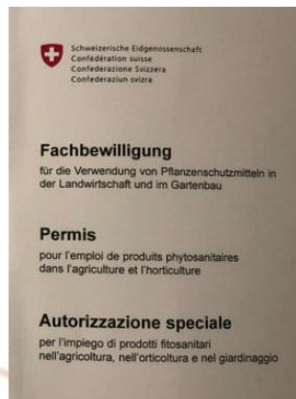 Schweizerische Eidgenossenschaft
Confédération suisse
Confederazione Svizzera
Confederaziun svizra
Fachbewilligung
für die Verwendung von Pflanzenschutzmitteln in
der Landwirtschaft und im Gartenbau
Permis
pour l'emploi de produits phytosanitaires
dans l'agriculture et l'horticulture
Autorizzazione speciale
per l'impiego di prodotti fitosanitari
nell'agricoltura, nell'orticoltura e nel giardinaggio